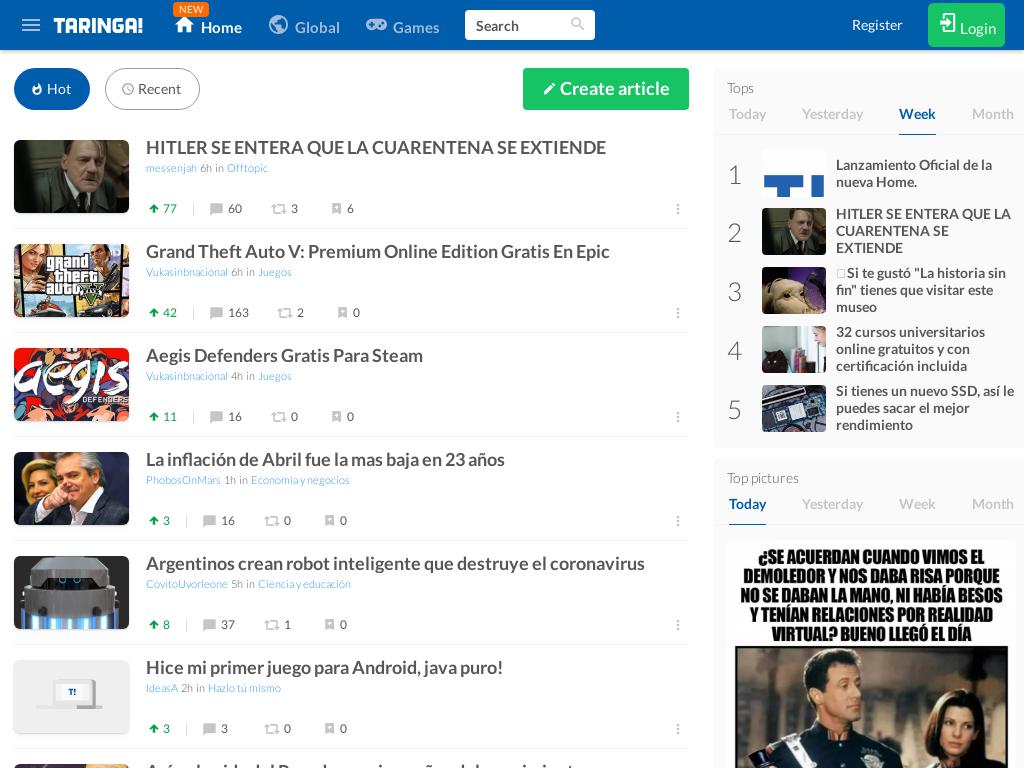 NEW
TARINGA!
Home
Global
Games
Search
Register
Login
Hot
Recent
Create article
HITLER SE ENTERA QUE LA CUARENTENA SE EXTIENDE
messenjah 6h in Offtopic
77 60 3 6
grand theft auto V
Grand Theft Auto V: Premium Online Edition Gratis En Epic
Vukasinbnacional 6h in Juegos
42 163 2 0
aegis
DEFENDERS
Aegis Defenders Gratis Para Steam
Vukasinbnacional 4h in Juegos
11 16 0 0
La inflación de Abril fue la mas baja en 23 años
PhobosOnMars 1h in Economía y negocios
3 16 0 0
Argentinos crean robot inteligente que destruye el coronavirus
CovitoUvorleone 5h in Ciencia y educación
8 37 1 0
T!
Hice mi primer juego para Android, java puro!
IdeasA 2h in Hazlo tú mismo
3 3 0 0
Tops
Today Yesterday Week Month
1
Lanzamiento Oficial de la
nueva Home.
2
HITLER SE ENTERA QUE LA
CUARENTENA SE
EXTIENDE
3
Si te gustó "La historia sin
fin" tienes que visitar este
museo
4
32 cursos universitarios
online gratuitos y con
certificación incluida
5
Si tienes un nuevo SSD, así le
puedes sacar el mejor
rendimiento
Top pictures
Today Yesterday Week Month
¿SE ACUERDAN CUANDO VIMOS EL
DEMOLEDOR Y NOS DABA RISA PORQUE
NO SE DABAN LA MANO, NI HABÍA BESOS
Y TENÍAN RELACIONES POR REALIDAD
VIRTUAL? BUENO LLEGÓ EL DÍA